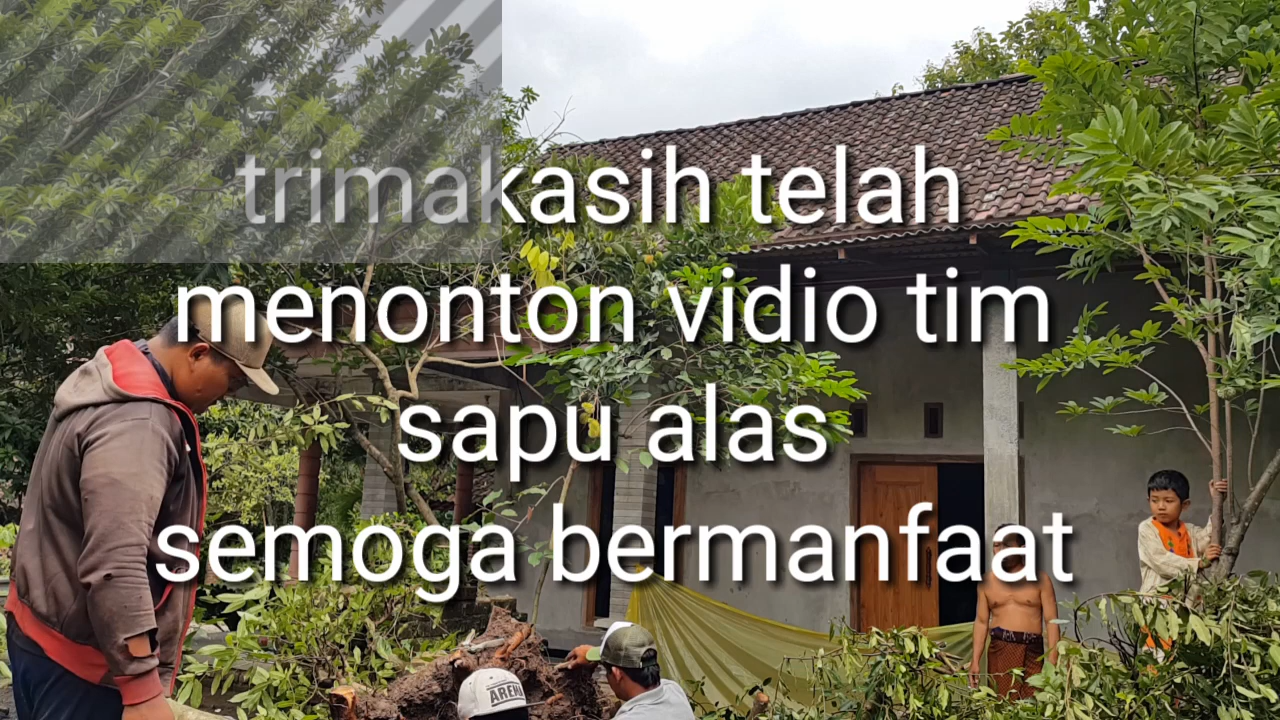 trimakasih telah
menonton vidio tim
sapu alas
semoga bermanfaat